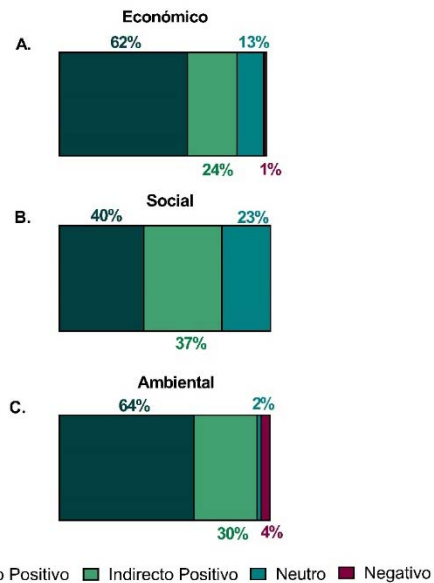 Económico
A.
62% 13%
24% 1%
Social
B.
40% 23%
37%
Ambiental
C.
64% 2%
30% 4%
Positivo Indirecto Positivo Neutro Negativo